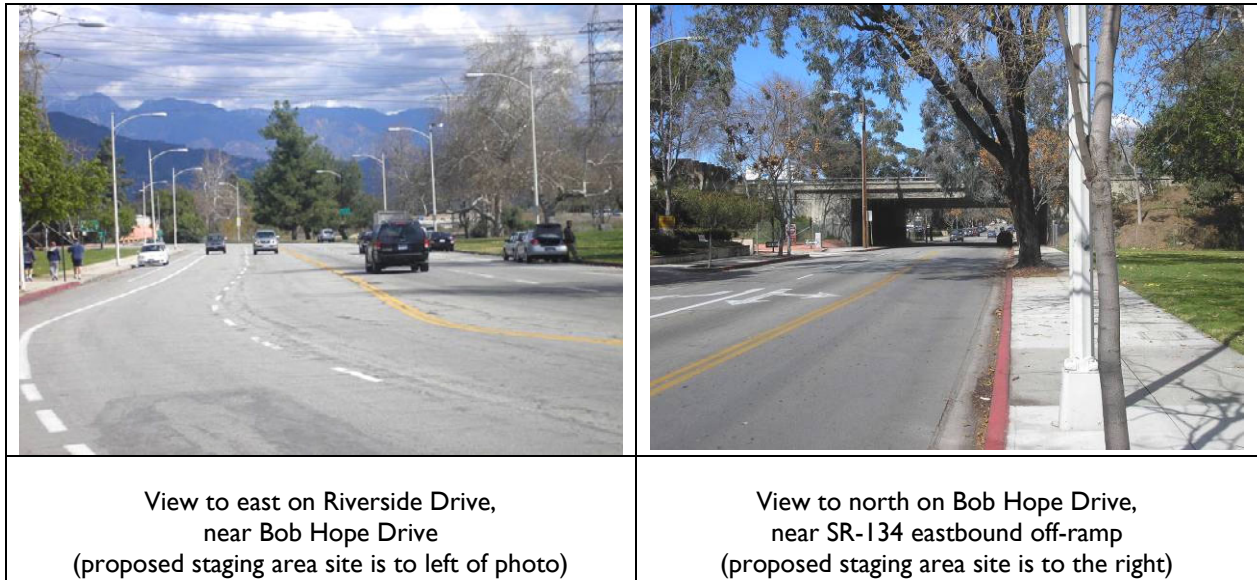 View to east on Riverside Drive,
near Bob Hope Drive
(proposed staging area site is to left of photo)
View to north on Bob Hope Drive,
near SR-134 eastbound off-ramp
(proposed staging area site is to the right)